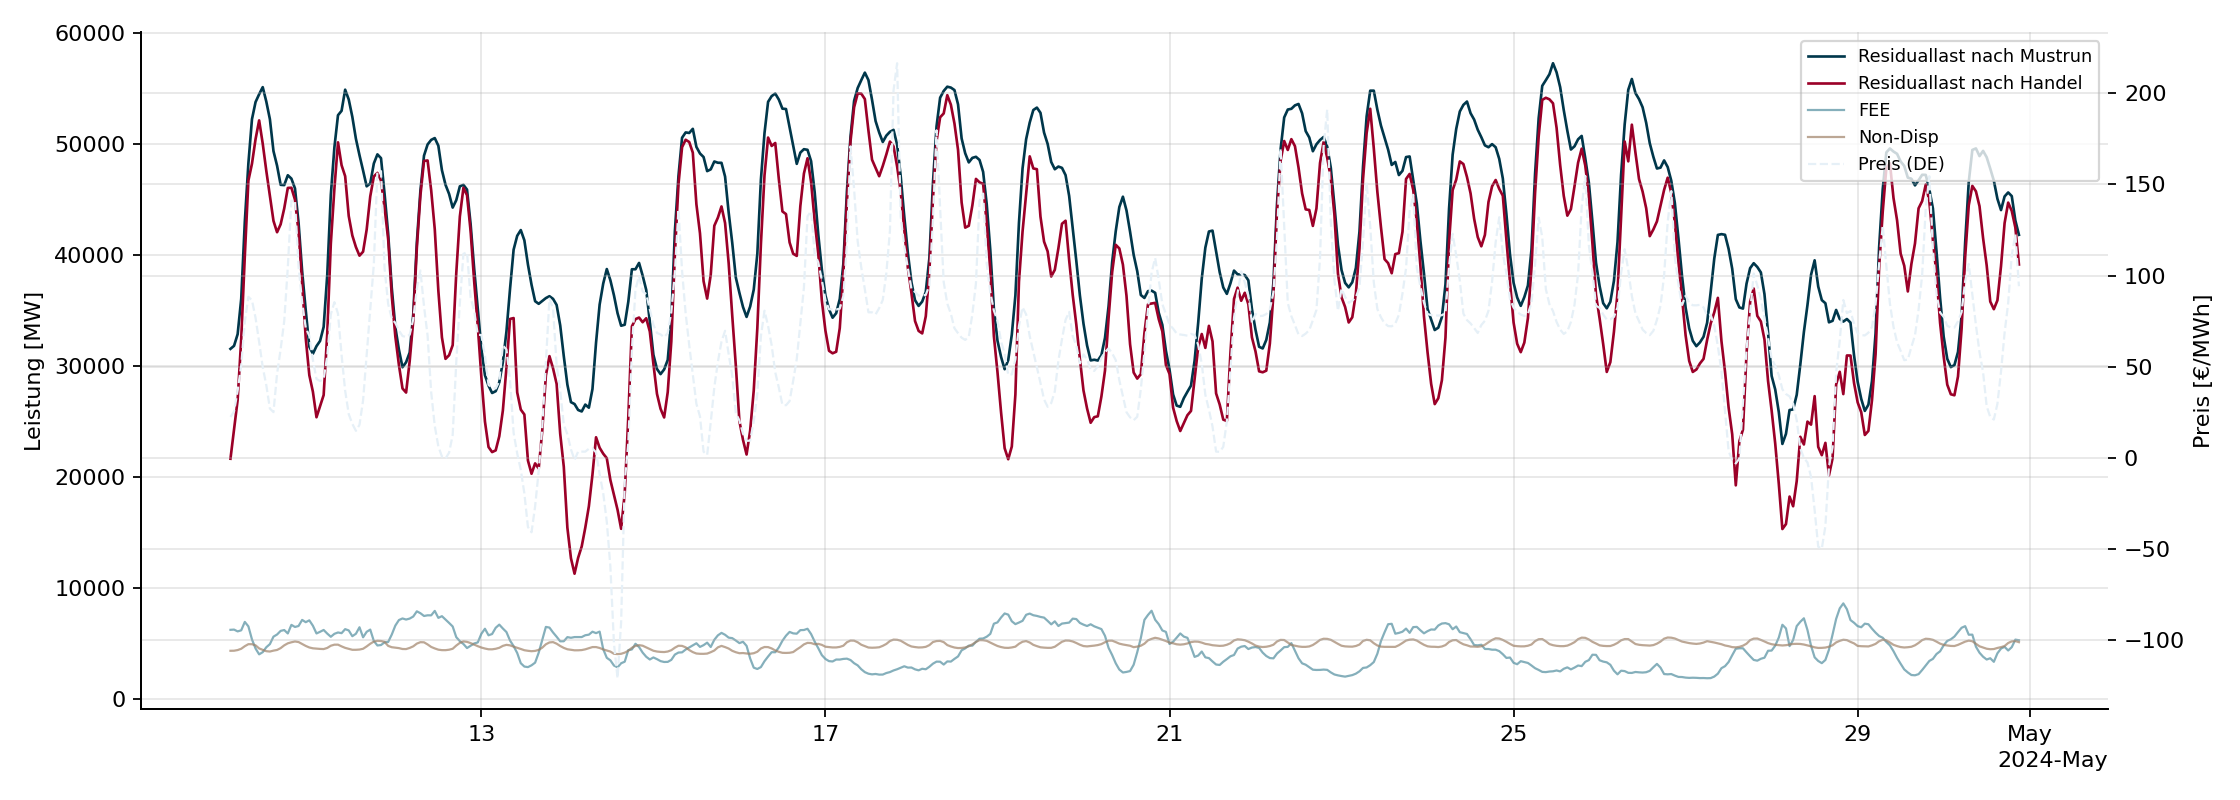 60000
50000
40000
30000
20000
10000
0
Leistung [MW]
Residuallast nach Mustrun
Residuallast nach Handel
FEE
Non-Disp
Preis (DE)
200
150
100
50
0
−50
−100
Preis [€/MWh]
13
17
21
25
29
May
2024-May